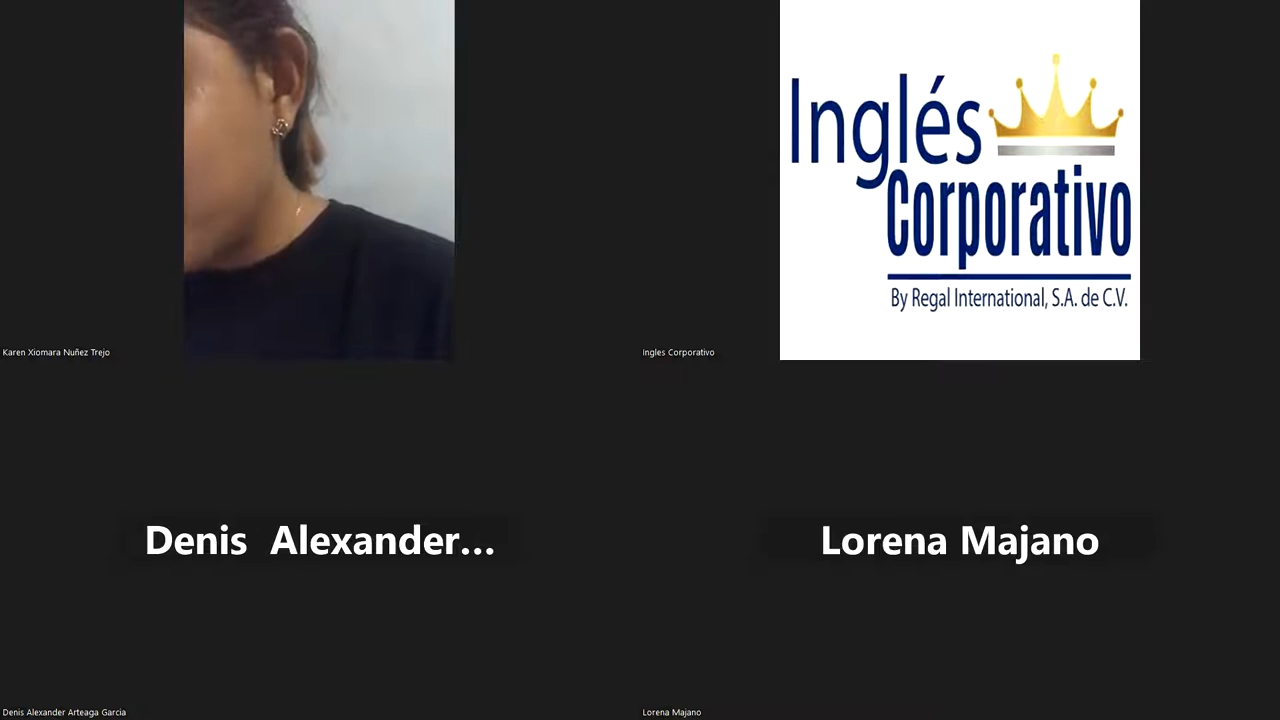 Karen Xiomara Nuñez Trejo
Inglés
Corporativo
By Regal International, S.A. de C.V.
Ingles Corporativo
Denis Alexander...
Denis Alexander Arteaga Garcia
Lorena Majano
Lorena Majano